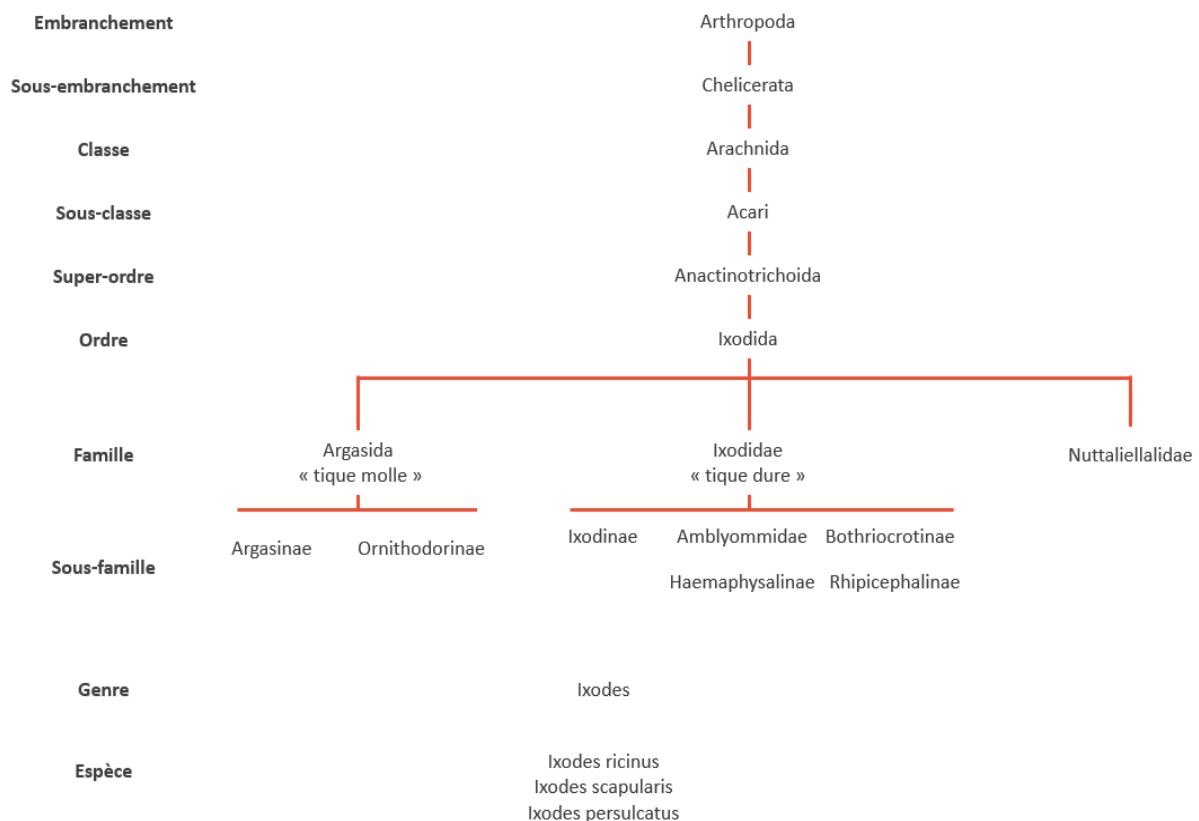 Embranchement Arthropoda
Sous-embranchement Chelicerata
Classe Arachnida
Sous-classe Acari
Super-ordre Anactinotrichoida
Ordre Ixodida
Famille Argasida Ixodidae Nuttaliellalidae
« tique molle » « tique dure »
Sous-famille Argasinae Ornithodorinae Ixodinae Amblyommidae Bothriocrotinae
Haemaphysalinae Rhipicephalinae
Genre Ixodes
Espèce Ixodes ricinus
Ixodes scapularis
Ixodes persulcatus